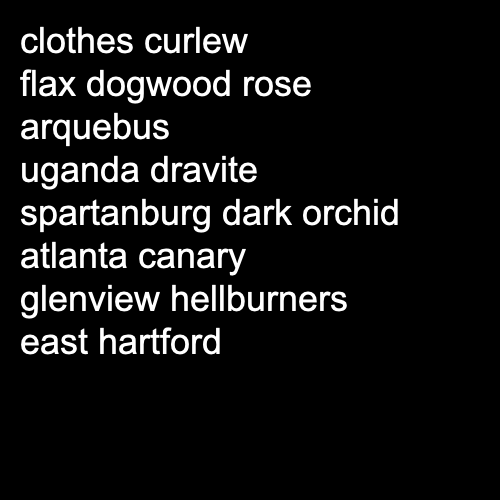 clothes curlew
flax dogwood rose
arquebus
uganda dravite
spartanburg dark orchid
atlanta canary
glenview hellburners
east hartford